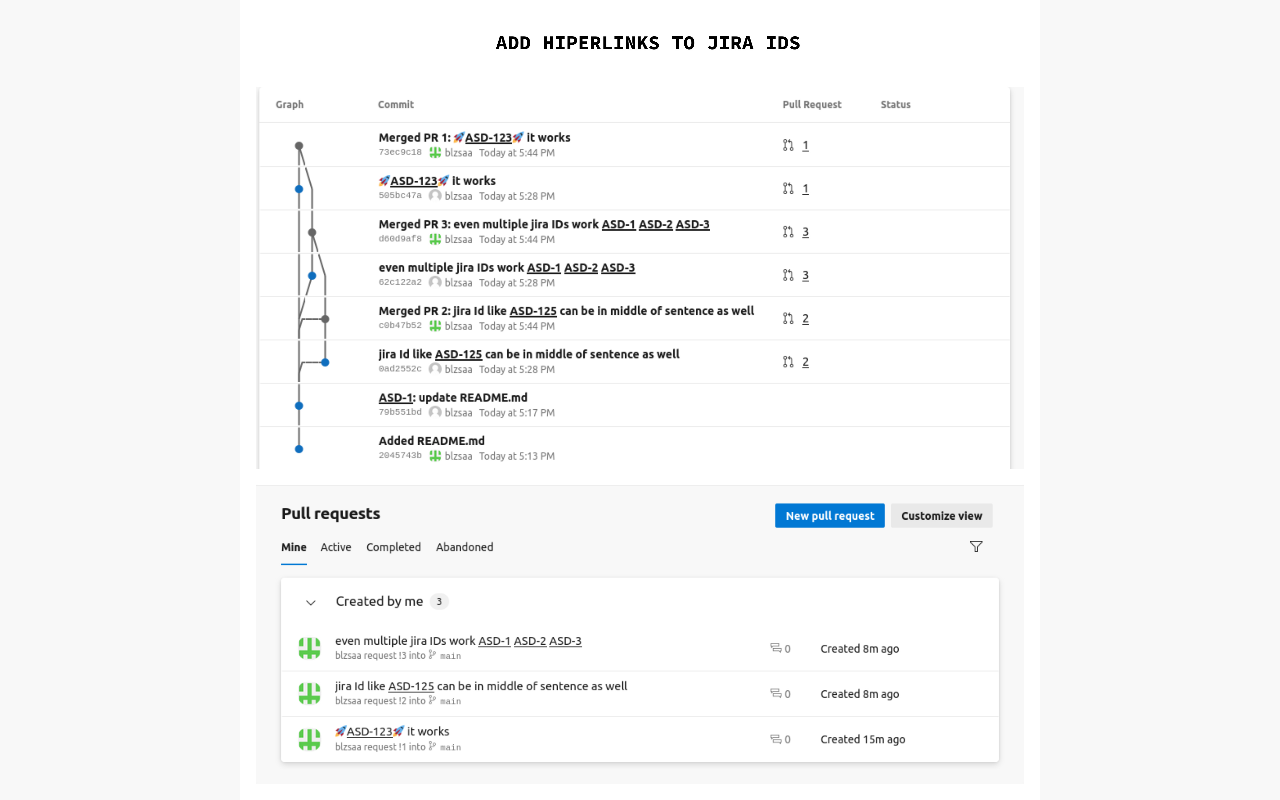 ADD HIPERLINKS TO JIRA IDS
Graph Commit Pull Request Status
Merged PR 1: 🚀ASD-123🚀 it works
73ec9c18 blzsaa Today at 5:44 PM 1
🚀ASD-123🚀 it works
505bc47a blzsaa Today at 5:28 PM 1
Merged PR 3: even multiple jira IDs work ASD-1 ASD-2 ASD-3
d60d9af8 blzsaa Today at 5:44 PM 3
even multiple jira IDs work ASD-1 ASD-2 ASD-3
62c122a2 blzsaa Today at 5:28 PM 3
Merged PR 2: jira Id like ASD-125 can be in middle of sentence as well
c0b47b52 blzsaa Today at 5:44 PM 2
jira Id like ASD-125 can be in middle of sentence as well
0ad2552c blzsaa Today at 5:28 PM 2
ASD-1: update README.md
79b551bd blzsaa Today at 5:17 PM
Added README.md
2045743b blzsaa Today at 5:13 PM
Pull requests New pull request Customize view
Mine Active Completed Abandoned
Created by me 3
even multiple jira IDs work ASD-1 ASD-2 ASD-3
blzsaa request !3 into main 0 Created 8m ago
jira Id like ASD-125 can be in middle of sentence as well
blzsaa request !2 into main 0 Created 8m ago
🚀ASD-123🚀 it works
blzsaa request !1 into main 0 Created 15m ago